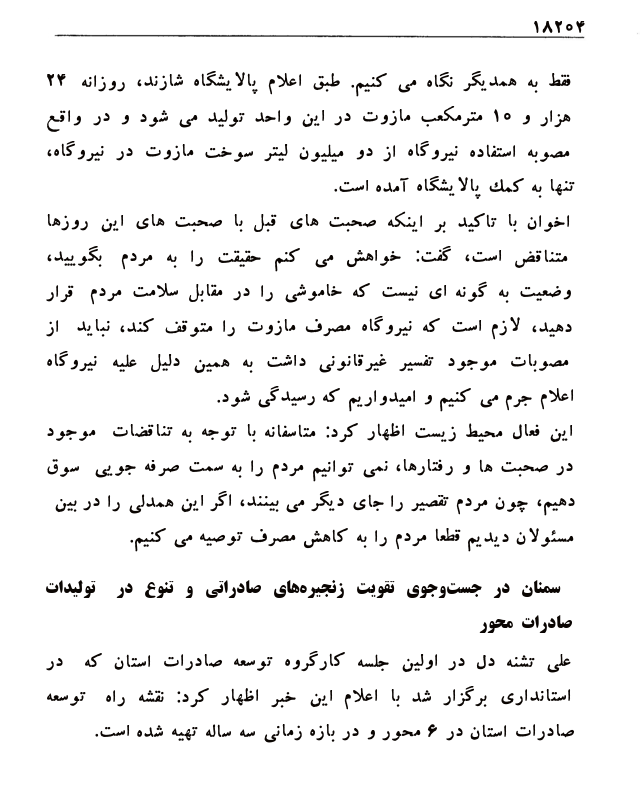 ۱۸۲۰۴
فقط به همدیگر نگاه می کنیم. طبق اعلام پالایشگاه شازند، روزانه ۲۴
هزار و ۱۰ مترمکعب مازوت در این واحد تولید می شود و در واقع
مصوبه استفاده نیروگاه از دو میلیون لیتر سوخت مازوت در نیروگاه،
تنها به کمك پالایشگاه آمده است.
اخوان با تاکید بر اینکه صحبت های قبل با صحبت های این روزها
متناقض است، گفت: خواهش می کنم حقیقت را به مردم بگویید،
وضعیت به گونه ای نیست که خاموشی را در مقابل سلامت مردم قرار
دهید، لازم است که نیروگاه مصرف مازوت را متوقف کند، نباید از
مصوبات موجود تفسیر غیرقانونی داشت به همین دلیل علیه نیروگاه
اعلام جرم می کنیم و امیدواریم که رسیدگی شود.
این فعال محیط زیست اظهار کرد: متاسفانه با توجه به تناقضات موجود
در صحبت ها و رفتارها، نمی توانیم مردم را به سمت صرفه جویی سوق
دهیم، چون مردم تقصیر را جای دیگر می بینند، اگر این همدلی را در بین
مسئولان دیدیم قطعا مردم را به کاهش مصرف توصیه می کنیم.
سمنان در جست‌وجوی تقویت زنجیره‌های صادراتی و تنوع در تولیدات
صادرات محور
علی تشنه دل در اولین جلسه کارگروه توسعه صادرات استان که در
استانداری برگزار شد با اعلام این خبر اظهار کرد: نقشه راه توسعه
صادرات استان در ۶ محور و در بازه زمانی سه ساله تهیه شده است.